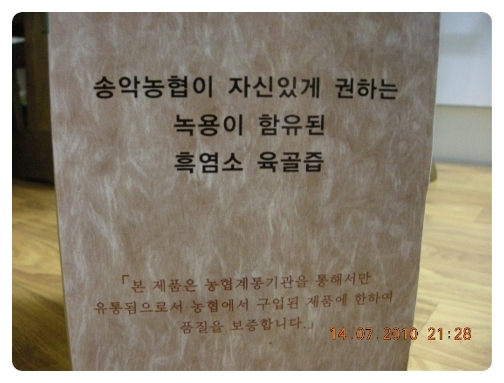 송악농협이 자신있게 권하는
녹용이 함유된
흑염소 육골즙
「본 제품은 농협계통기관을 통해서만
유통됨으로서 농협에서 구입된 제품에 한하여
품질을 보증합니다.」
14.07.2010 21:28